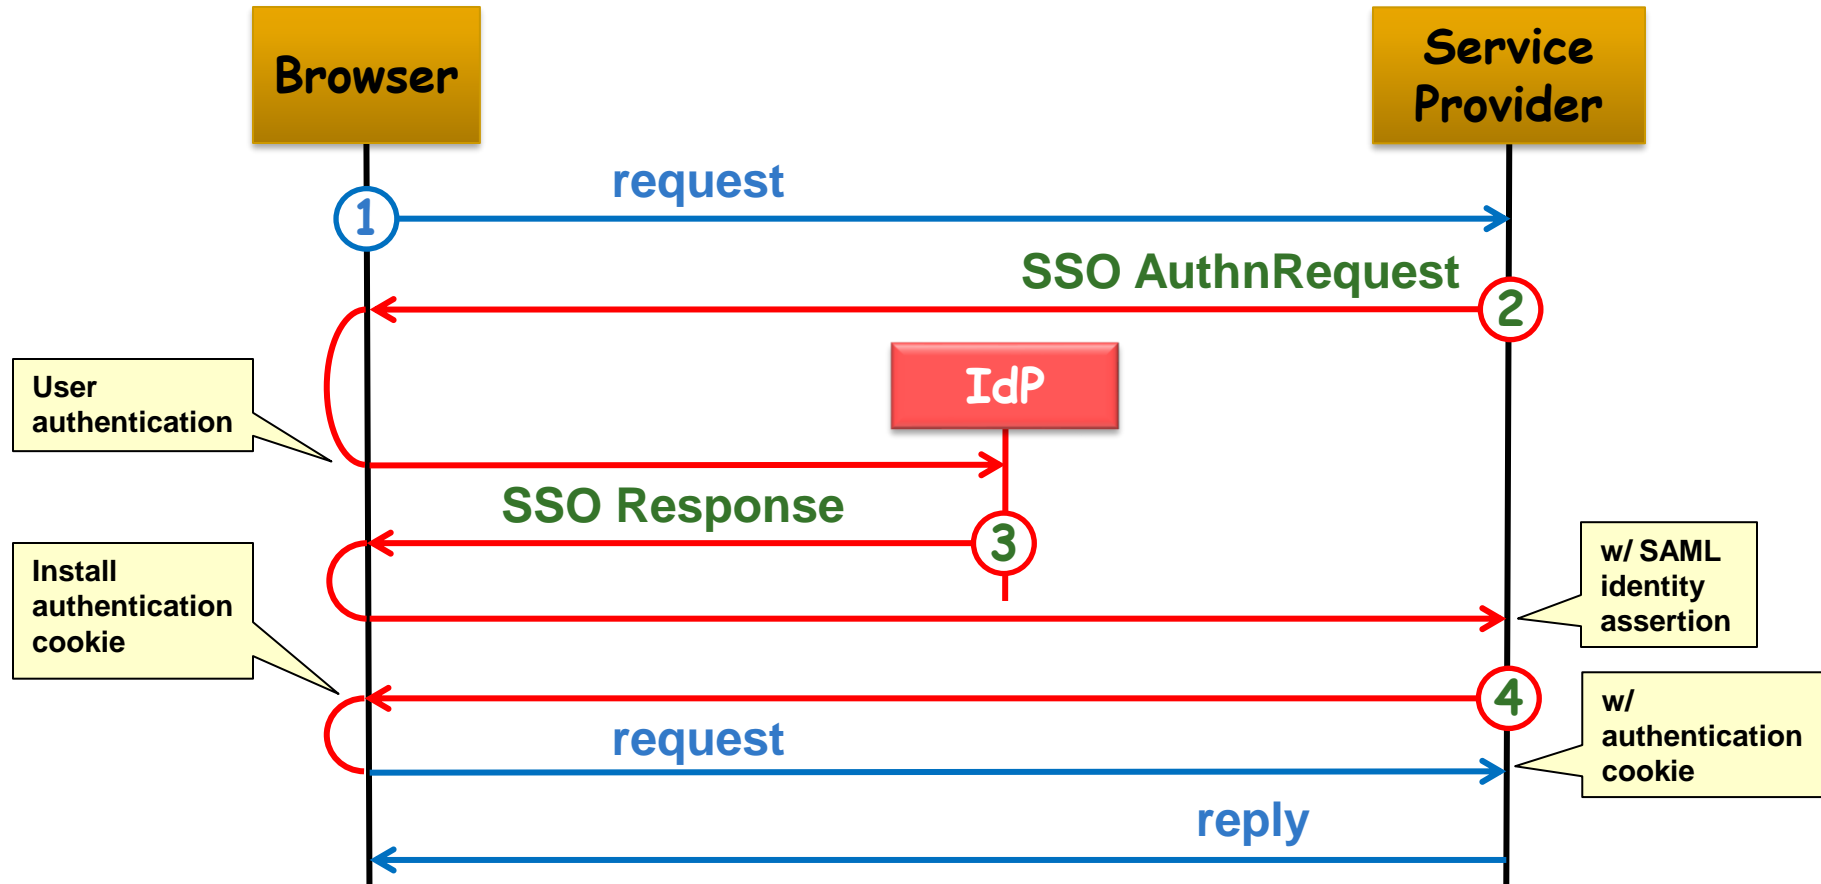 Browser
Service
Provider
request
1
SSO AuthnRequest
2
IdP
User
authentication
SSO Response
3
Install
authentication
cookie
w/ SAML
identity
assertion
4
w/
authentication
cookie
request
reply